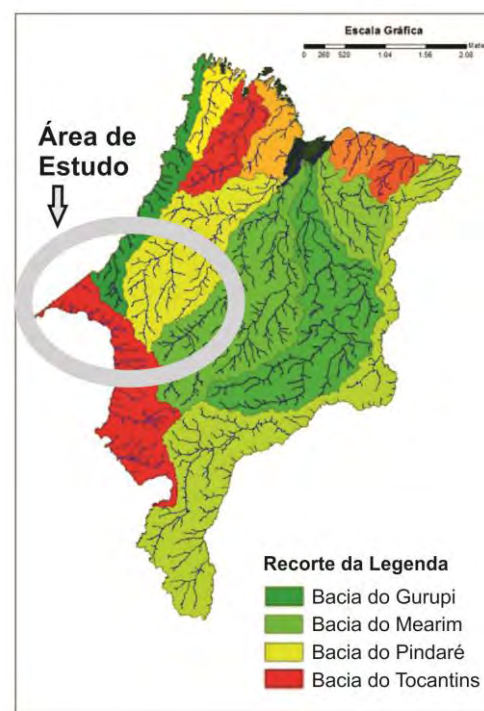 Escala Gráfica
0 260 520 1.04 1.56 2.08
Área de
Estudo
Recorte da Legenda
Bacia do Gurupi
Bacia do Mearim
Bacia do Pindaré
Bacia do Tocantins